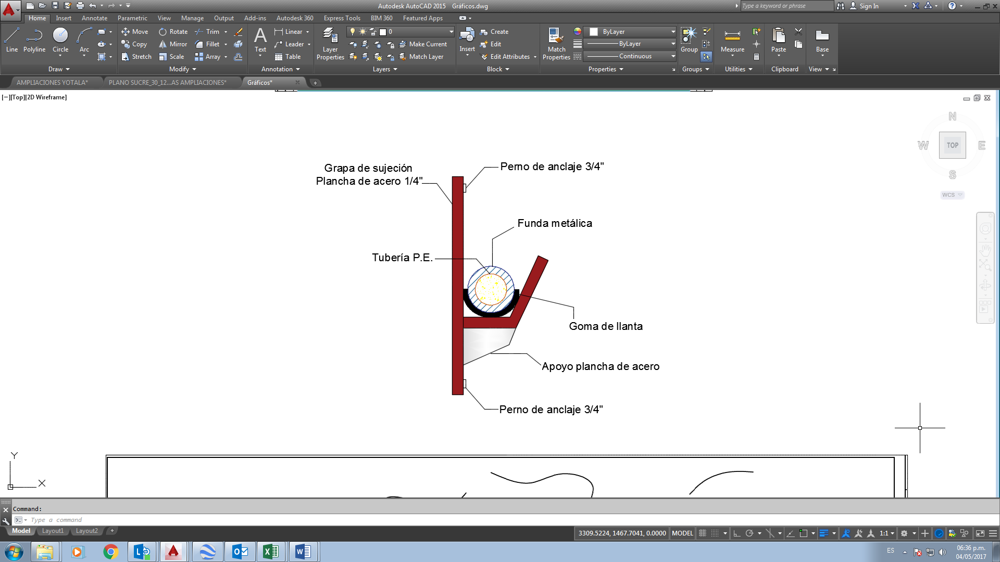 Autodesk AutoCAD 2015 Gráficos.dwg
Type a keyword or phrase
Sign In
Home Insert Annotate Parametric View Manage Output Add-ins Autodesk 360 Express Tools BIM 360 Featured Apps
Line Polyline Circle Arc
Move Rotate Trim
Copy Mirror Fillet
Stretch Scale Array
Text
Linear
Leader
Table
Layer Properties
0
Make Current
Match Layer
Insert
Create
Edit
Edit Attributes
Match Properties
ByLayer
ByLayer
Continuous
Group
Measure
Paste
Base
Draw Modify Annotation Layers Block Properties Groups Utilities Clipboard View
AMPLIACIONES YOTALA* PLANO SUCRE_30_12...AS AMPLIACIONES* Gráficos*
[−][Top][2D Wireframe]
N
W TOP E
S
WCS
Grapa de sujeción
Plancha de acero 1/4"
Perno de anclaje 3/4"
Funda metálica
Tubería P.E.
Goma de llanta
Apoyo plancha de acero
Perno de anclaje 3/4"
Y
X
Command:
Type a command
Model Layout1 Layout2
3309.5224, 1467.7041, 0.0000 MODEL 1:1
ES
06:36 p.m.
04/05/2017